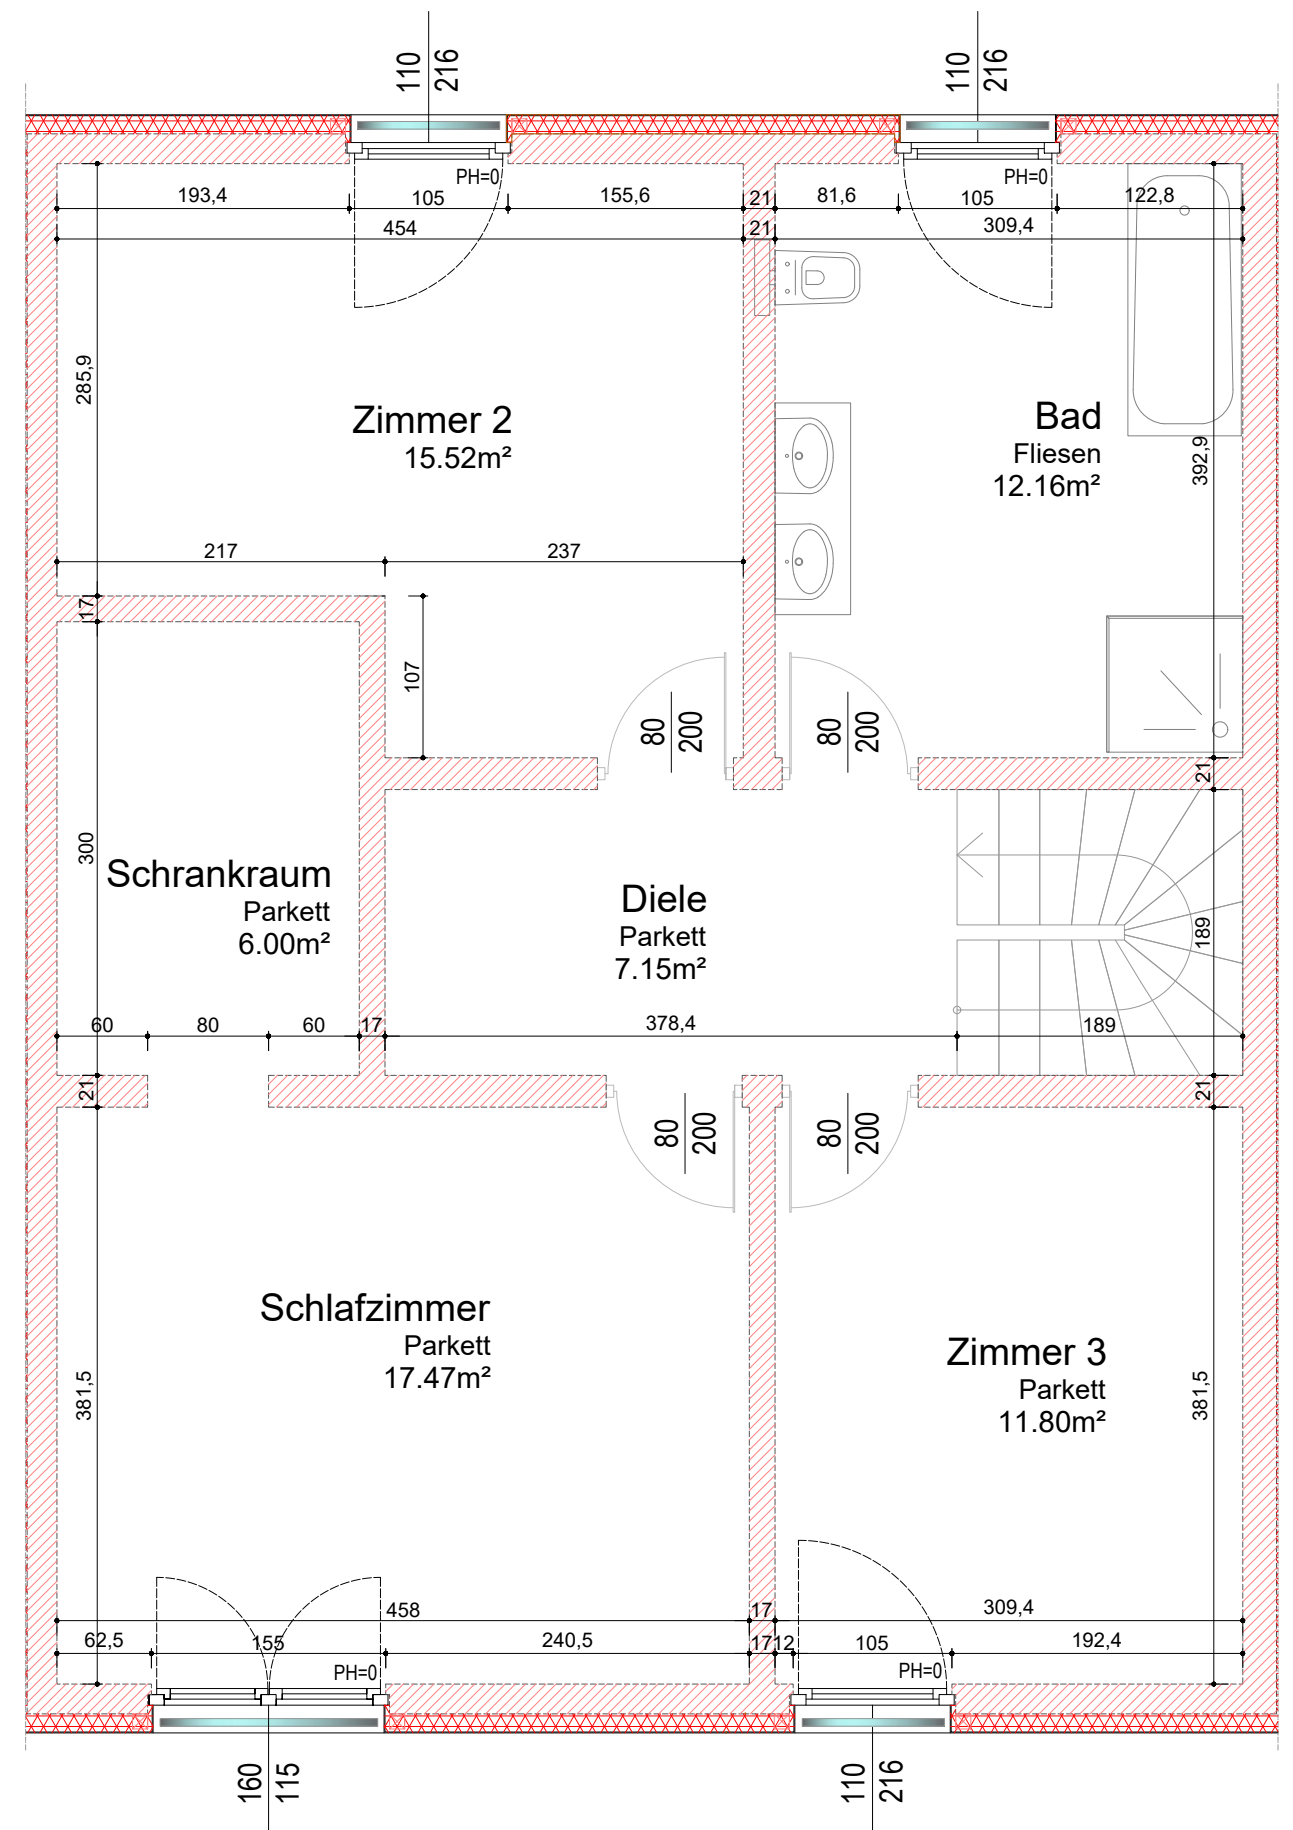 110
216
110
216
PH=0
PH=0
193,4
105
155,6
21
81,6
105
122,8
454
21
309,4
285,9
Zimmer 2
15.52m²
Bad
Fliesen
12.16m²
392,9
217
237
17
107
80
200
80
200
21
300
Schrankraum
Parkett
6.00m²
Diele
Parkett
7.15m²
189
60
80
60
17
378,4
189
21
21
80
200
80
200
Schlafzimmer
Parkett
17.47m²
Zimmer 3
Parkett
11.80m²
381,5
381,5
458
17
309,4
62,5
155
240,5
17
12
105
192,4
PH=0
PH=0
160
115
110
216